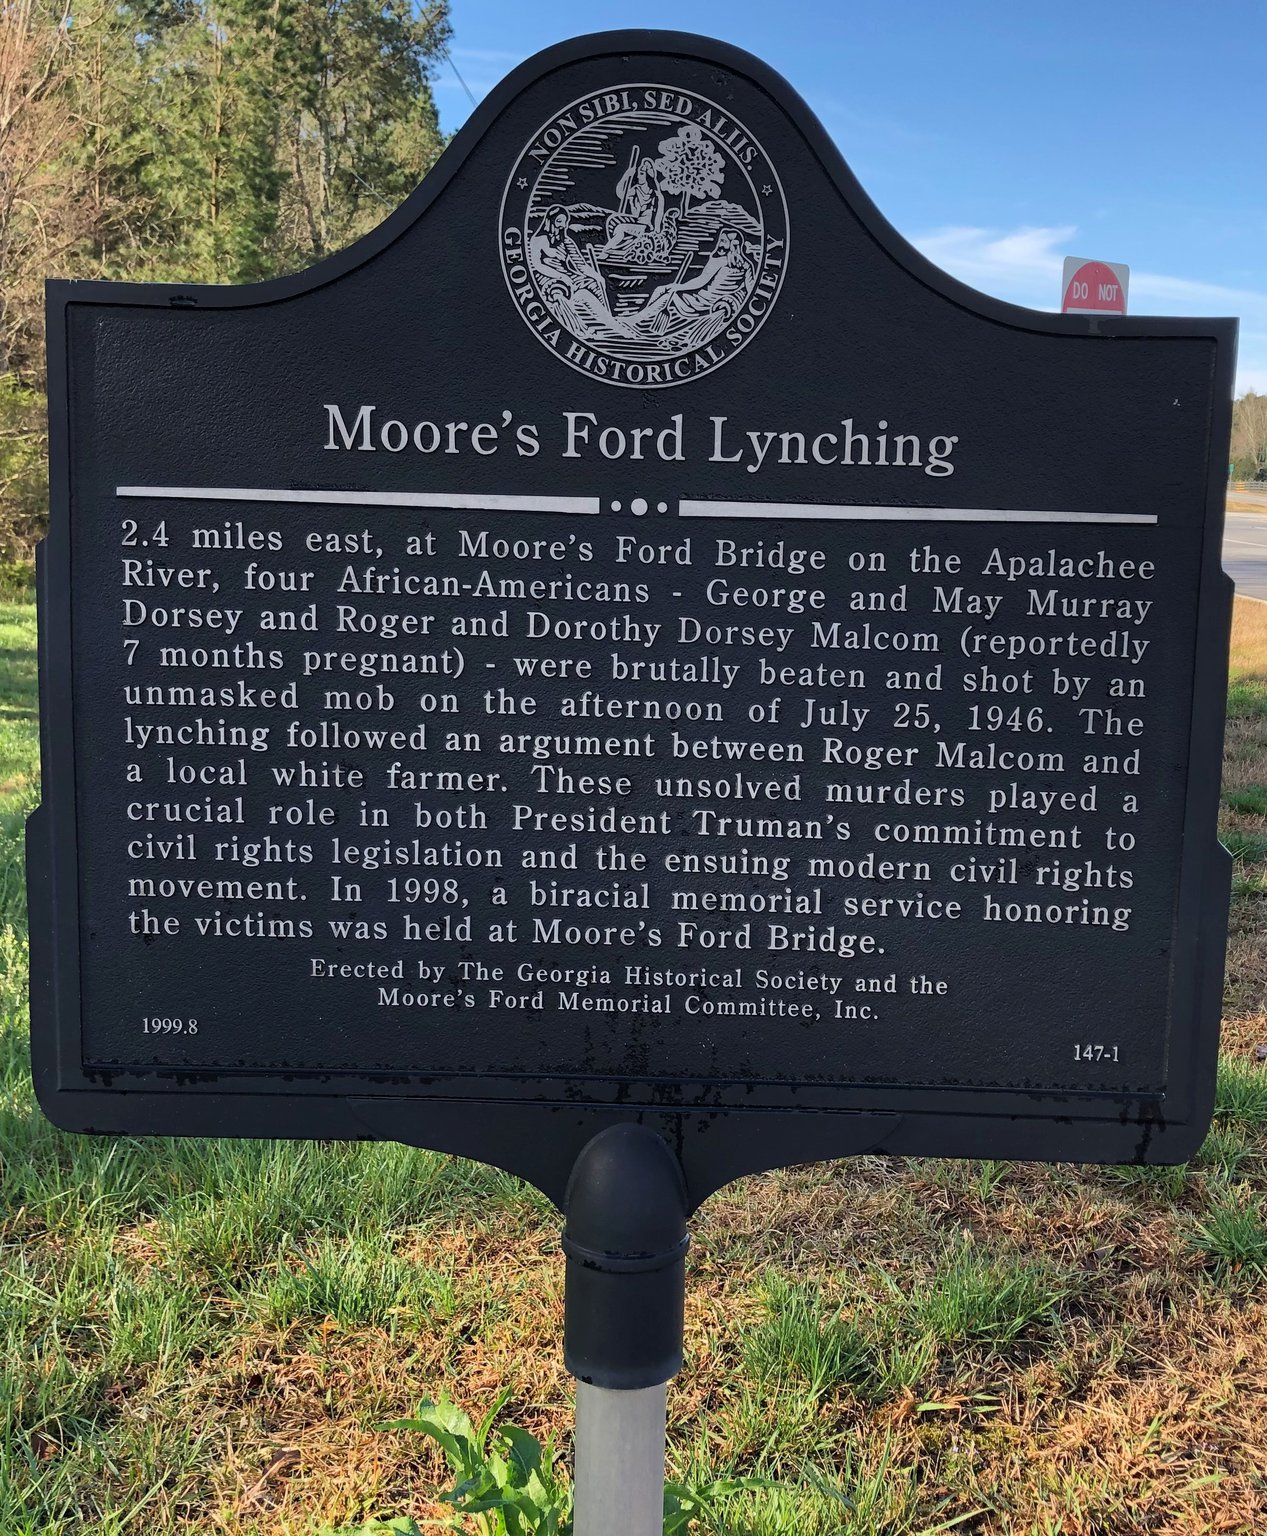 NON SIBI, SED ALIIS.
GEORGIA HISTORICAL SOCIETY
DO NOT
Moore's Ford Lynching
2.4 miles east, at Moore's Ford Bridge on the Apalachee
River, four African-Americans - George and May Murray
Dorsey and Roger and Dorothy Dorsey Malcom (reportedly
7 months pregnant) - were brutally beaten and shot by an
unmasked mob on the afternoon of July 25, 1946. The
lynching followed an argument between Roger Malcom and
a local white farmer. These unsolved murders played a
crucial role in both President Truman's commitment to
civil rights legislation and the ensuing modern civil rights
movement. In 1998, a biracial memorial service honoring
the victims was held at Moore's Ford Bridge.
Erected by The Georgia Historical Society and the
Moore's Ford Memorial Committee, Inc.
1999.8
147-1